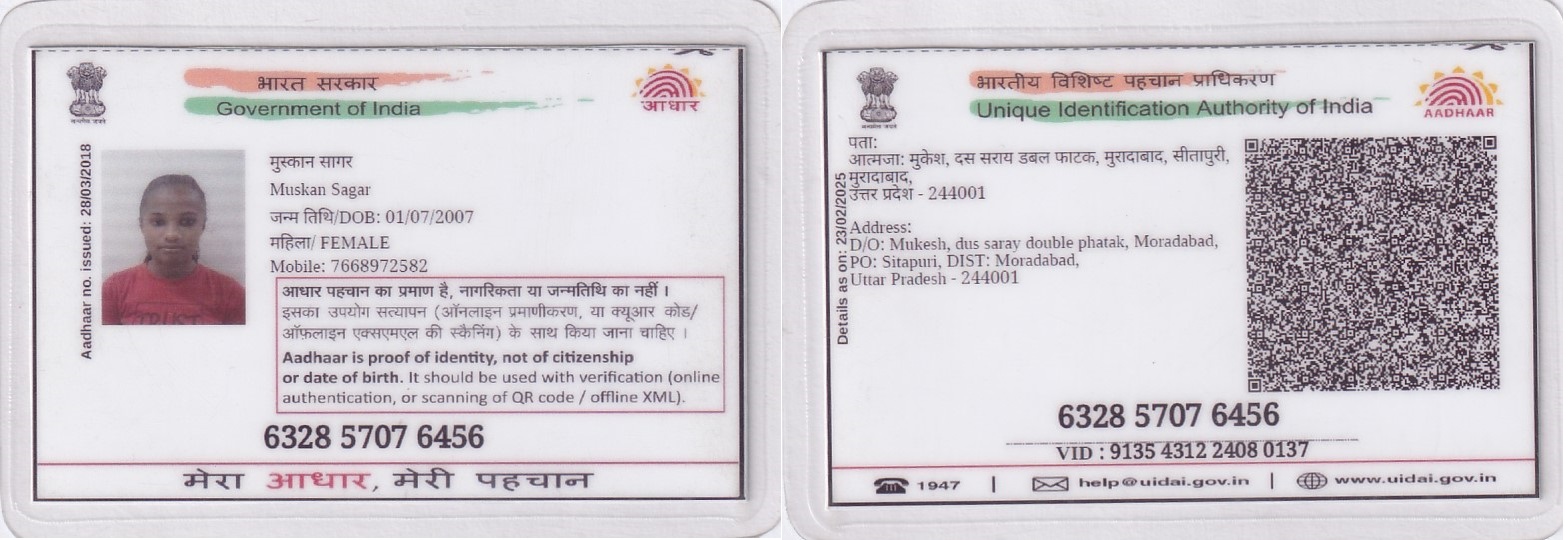 भारत सरकार
Government of India
आधार
Aadhaar no. issued: 28/03/2018
मुस्कान सागर
Muskan Sagar
जन्म तिथि/DOB: 01/07/2007
महिला/ FEMALE
Mobile: 7668972582
आधार पहचान का प्रमाण है, नागरिकता या जन्मतिथि का नहीं ।
इसका उपयोग सत्यापन (ऑनलाइन प्रमाणीकरण, या क्यूआर कोड/
ऑफ़लाइन एक्सएमएल की स्कैनिंग) के साथ किया जाना चाहिए ।
Aadhaar is proof of identity, not of citizenship
or date of birth. It should be used with verification (online
authentication, or scanning of QR code / offline XML).
6328 5707 6456
मेरा आधार, मेरी पहचान
भारतीय विशिष्ट पहचान प्राधिकरण
Unique Identification Authority of India
AADHAAR
Details as on: 23/02/2025
पता:
आत्मजा: मुकेश, दस सराय डबल फाटक, मुरादाबाद, सीतापुरी,
मुरादाबाद,
उत्तर प्रदेश - 244001
Address:
D/O: Mukesh, dus saray double phatak, Moradabad,
PO: Sitapuri, DIST: Moradabad,
Uttar Pradesh - 244001
6328 5707 6456
VID : 9135 4312 2408 0137
1947 | help@uidai.gov.in | www.uidai.gov.in